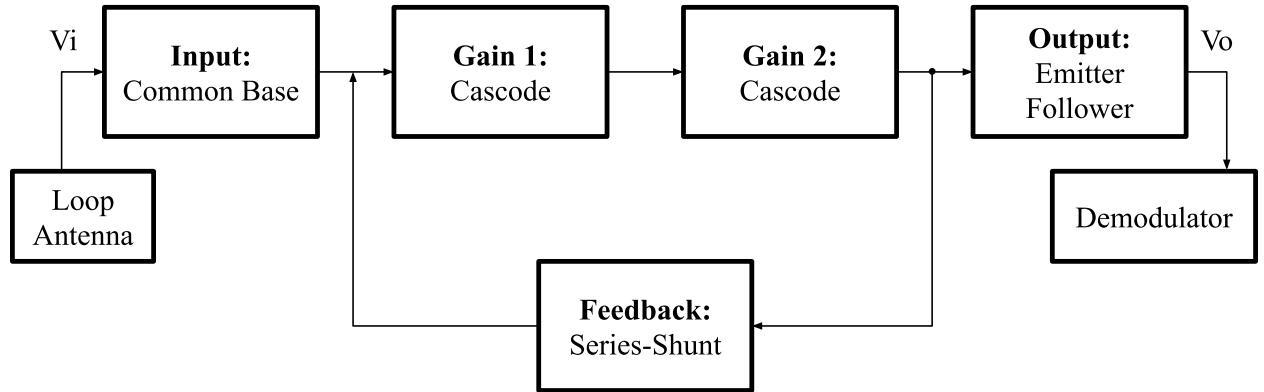 Vi
Input:
Common Base
Gain 1:
Cascode
Gain 2:
Cascode
Output:
Emitter
Follower
Vo
Loop
Antenna
Demodulator
Feedback:
Series-Shunt